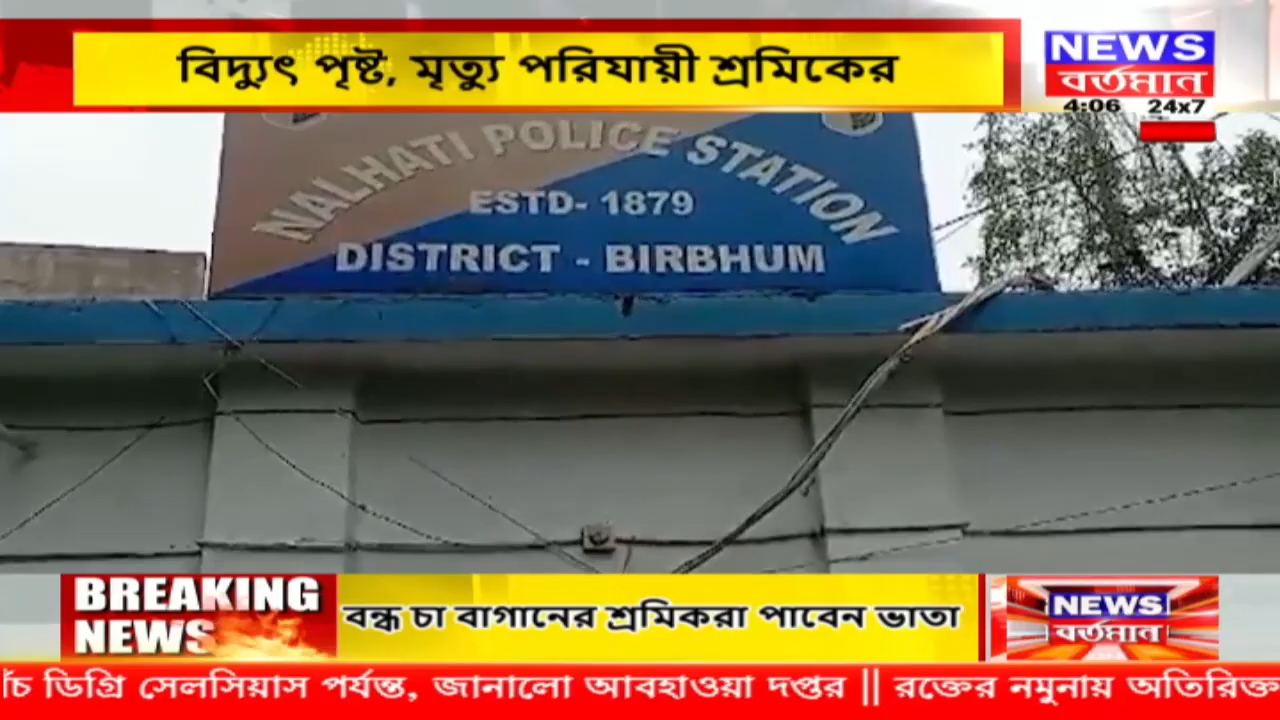 বিদ্যুৎ পৃষ্ট, মৃত্যু পরিযায়ী শ্রমিকের
NEWS
বর্তমান
4:06 24x7
NALHATI POLICE STATION
ESTD- 1879
DISTRICT - BIRBHUM
BREAKING
NEWS
বন্ধ চা বাগানের শ্রমিকরা পাবেন ভাতা
NEWS
বর্তমান
ডিগ্রি সেলসিয়াস পর্যন্ত, জানালো আবহাওয়া দপ্তর || রক্তের নমুনায় অতিরিক্ত